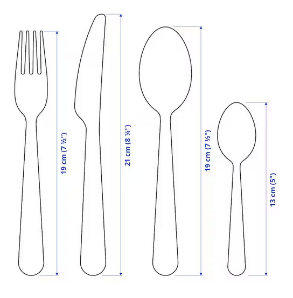 19 cm (7 ½")
21 cm (8 ¼")
19 cm (7 ½")
13 cm (5")